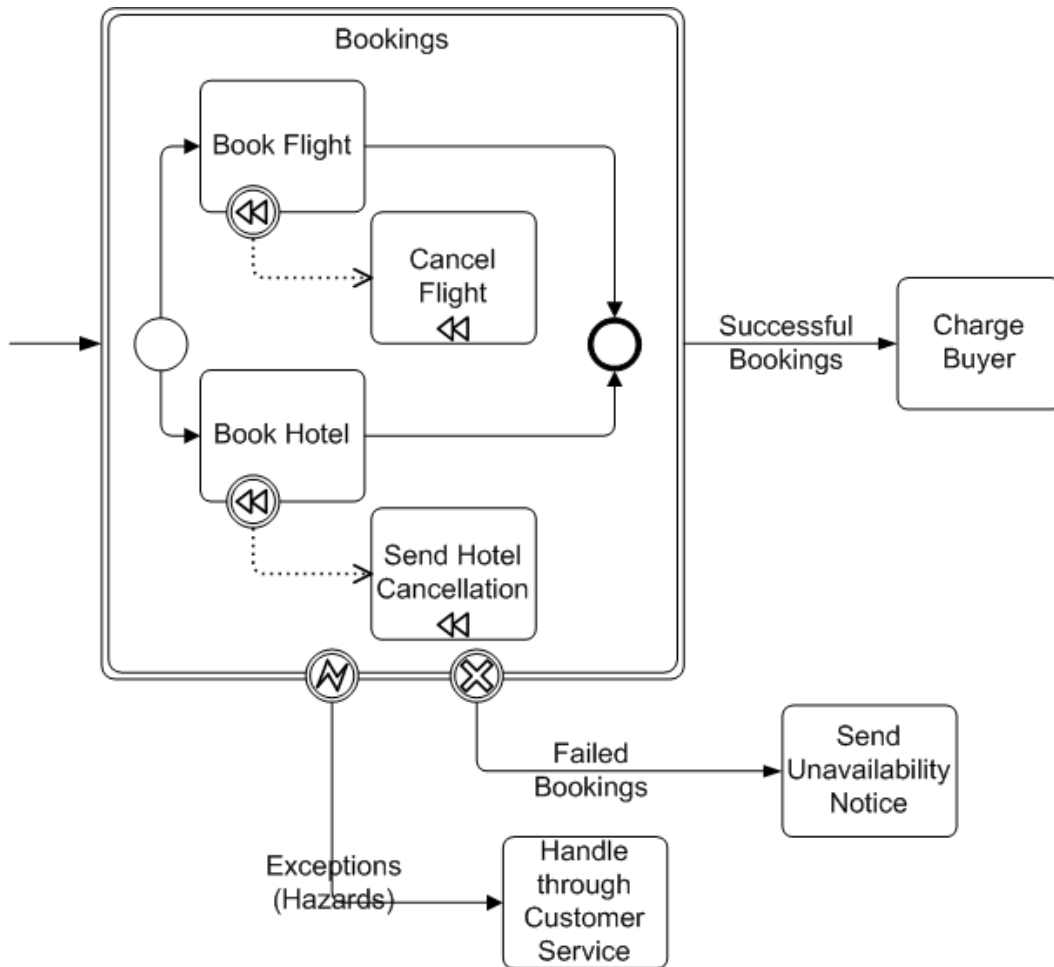 Bookings
Book Flight
Cancel
Flight
Successful
Bookings
Charge
Buyer
Book Hotel
Send Hotel
Cancellation
Failed
Bookings
Send
Unavailability
Notice
Exceptions
(Hazards)
Handle
through
Customer
Service